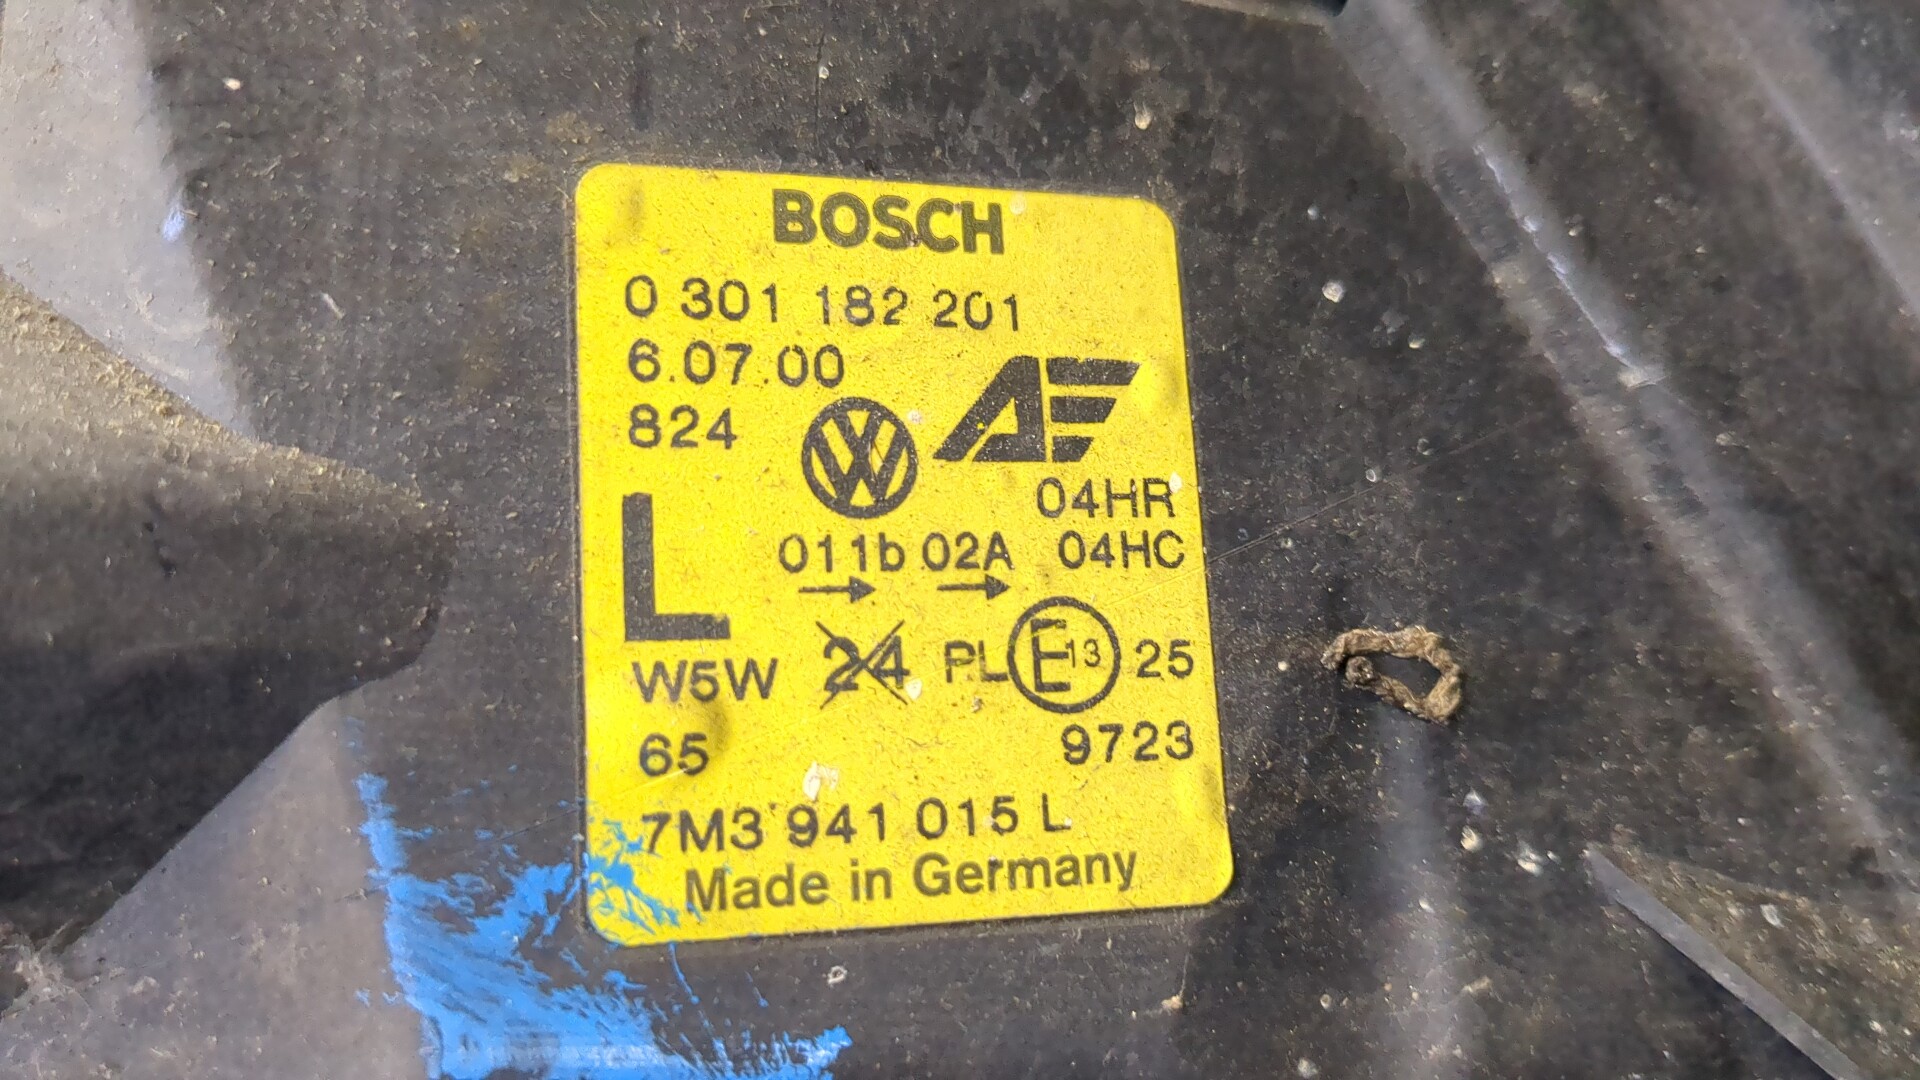 BOSCH
0 301 182 201
6.07.00
824
AE
04HR
L
011b 02A 04HC
W5W 24 PL E13 25
65 9723
7M3 941 015 L
Made in Germany